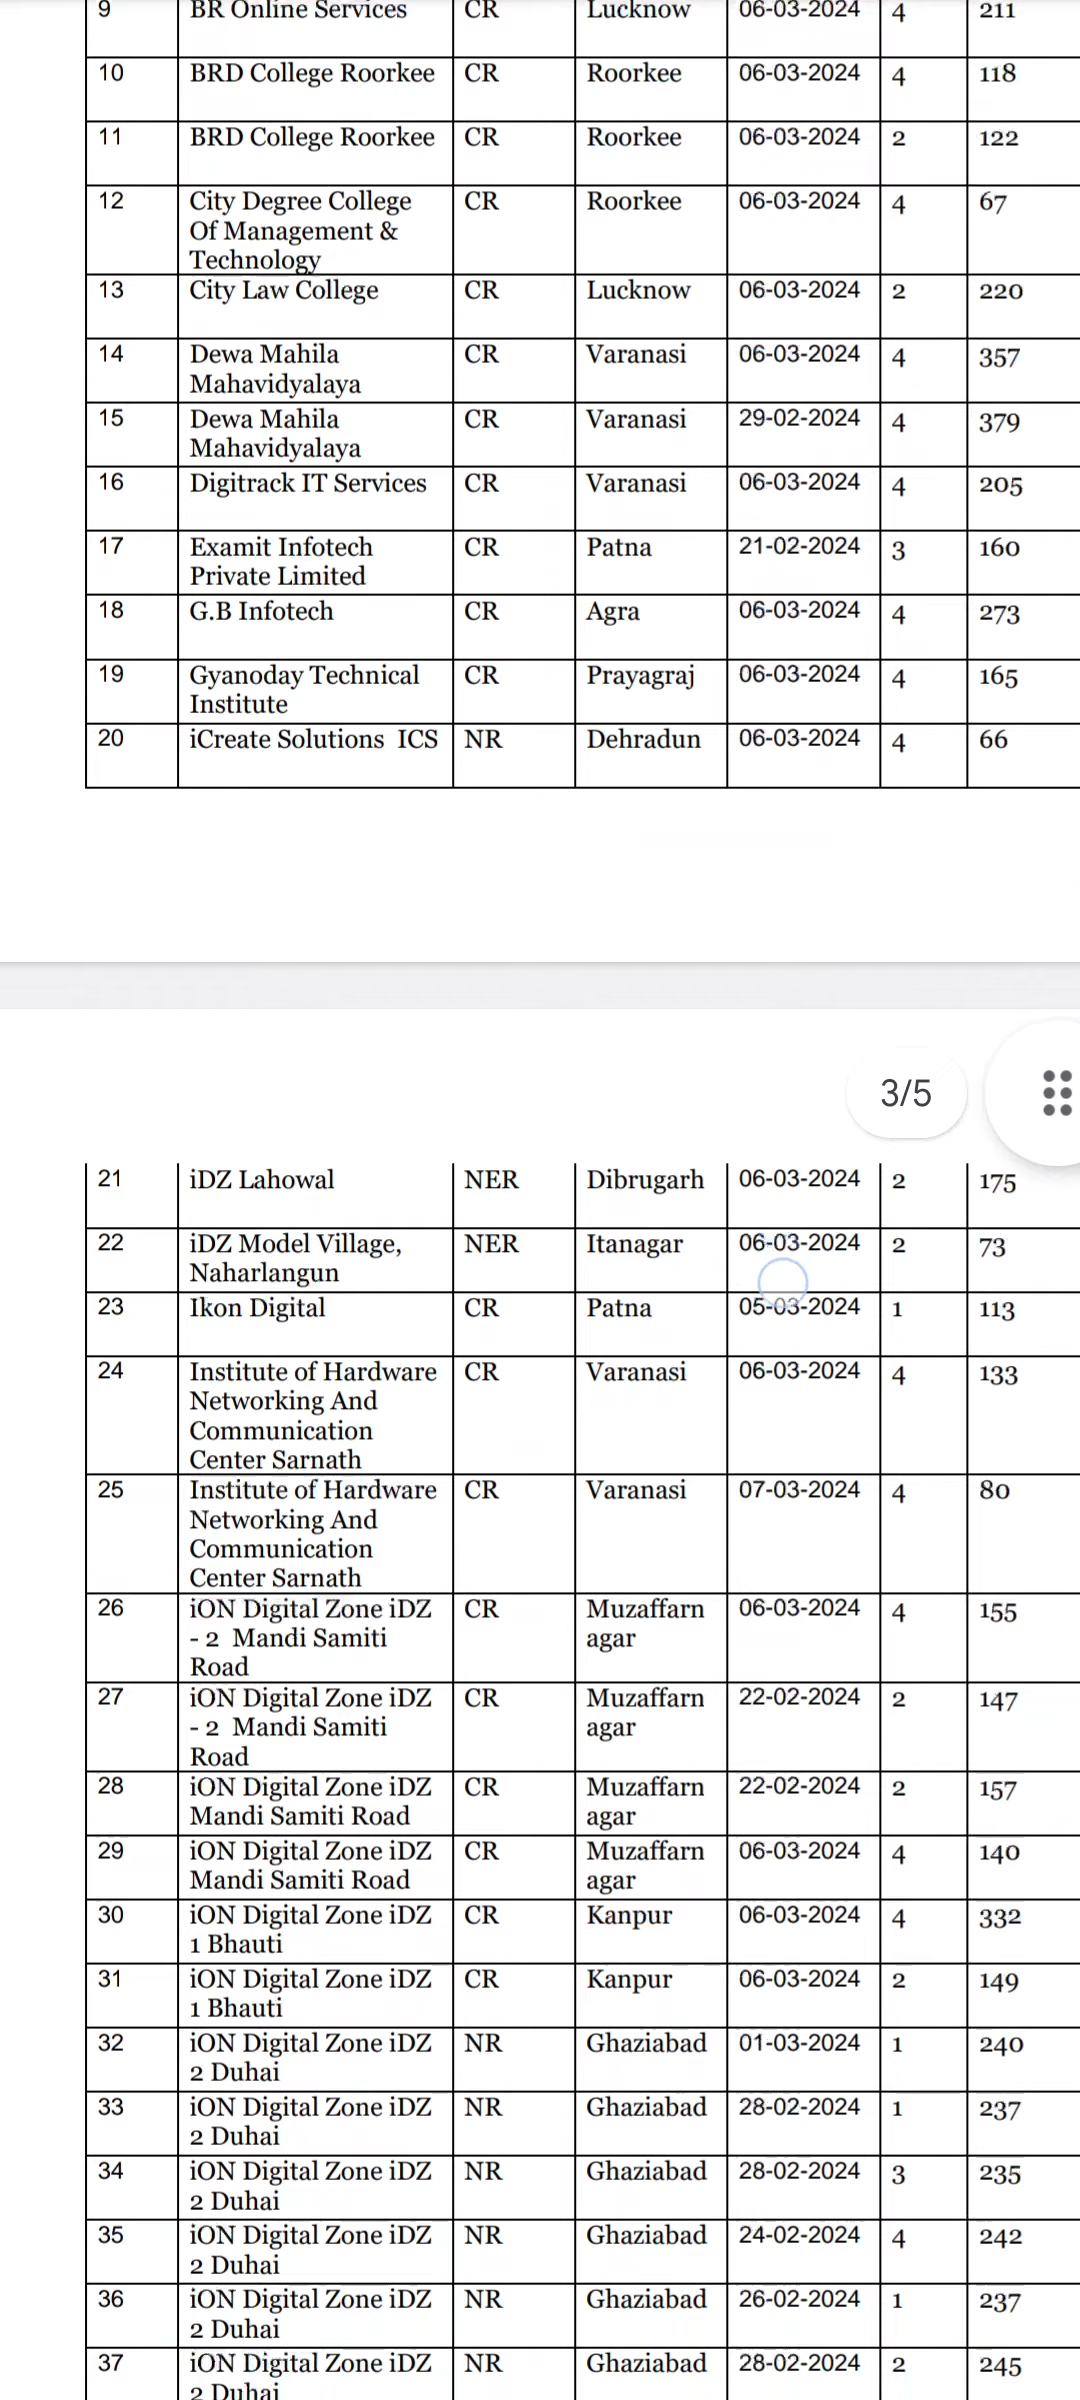 9 BR Online Services CR Lucknow 06-03-2024 4 211
10 BRD College Roorkee CR Roorkee 06-03-2024 4 118
11 BRD College Roorkee CR Roorkee 06-03-2024 2 122
12 City Degree College CR Roorkee 06-03-2024 4 67
Of Management &
Technology
13 City Law College CR Lucknow 06-03-2024 2 220
14 Dewa Mahila CR Varanasi 06-03-2024 4 357
Mahavidyalaya
15 Dewa Mahila CR Varanasi 29-02-2024 4 379
Mahavidyalaya
16 Digitrack IT Services CR Varanasi 06-03-2024 4 205
17 Examit Infotech CR Patna 21-02-2024 3 160
Private Limited
18 G.B Infotech CR Agra 06-03-2024 4 273
19 Gyanoday Technical CR Prayagraj 06-03-2024 4 165
Institute
20 iCreate Solutions ICS NR Dehradun 06-03-2024 4 66
3/5
21 iDZ Lahowal NER Dibrugarh 06-03-2024 2 175
22 iDZ Model Village, NER Itanagar 06-03-2024 2 73
Naharlangun
23 Ikon Digital CR Patna 05-03-2024 1 113
24 Institute of Hardware CR Varanasi 06-03-2024 4 133
Networking And
Communication
Center Sarnath
25 Institute of Hardware CR Varanasi 07-03-2024 4 80
Networking And
Communication
Center Sarnath
26 iON Digital Zone iDZ CR Muzaffarn 06-03-2024 4 155
- 2 Mandi Samiti agar
Road
27 iON Digital Zone iDZ CR Muzaffarn 22-02-2024 2 147
- 2 Mandi Samiti agar
Road
28 iON Digital Zone iDZ CR Muzaffarn 22-02-2024 2 157
Mandi Samiti Road agar
29 iON Digital Zone iDZ CR Muzaffarn 06-03-2024 4 140
Mandi Samiti Road agar
30 iON Digital Zone iDZ CR Kanpur 06-03-2024 4 332
1 Bhauti
31 iON Digital Zone iDZ CR Kanpur 06-03-2024 2 149
1 Bhauti
32 iON Digital Zone iDZ NR Ghaziabad 01-03-2024 1 240
2 Duhai
33 iON Digital Zone iDZ NR Ghaziabad 28-02-2024 1 237
2 Duhai
34 iON Digital Zone iDZ NR Ghaziabad 28-02-2024 3 235
2 Duhai
35 iON Digital Zone iDZ NR Ghaziabad 24-02-2024 4 242
2 Duhai
36 iON Digital Zone iDZ NR Ghaziabad 26-02-2024 1 237
2 Duhai
37 iON Digital Zone iDZ NR Ghaziabad 28-02-2024 2 245
2 Duhai